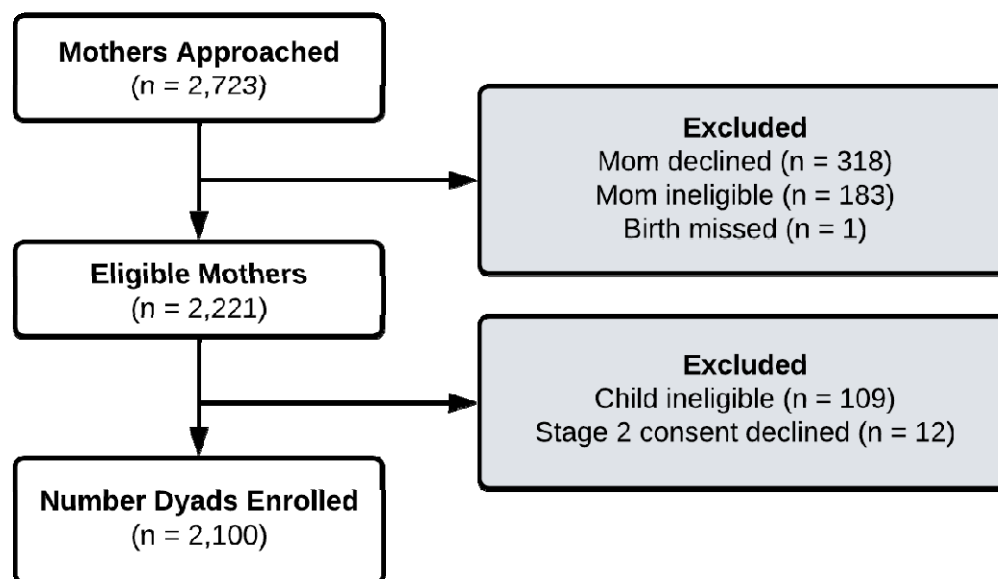 Mothers Approached
(n = 2,723)
Excluded
Mom declined (n = 318)
Mom ineligible (n = 183)
Birth missed (n = 1)
Eligible Mothers
(n = 2,221)
Excluded
Child ineligible (n = 109)
Stage 2 consent declined (n = 12)
Number Dyads Enrolled
(n = 2,100)